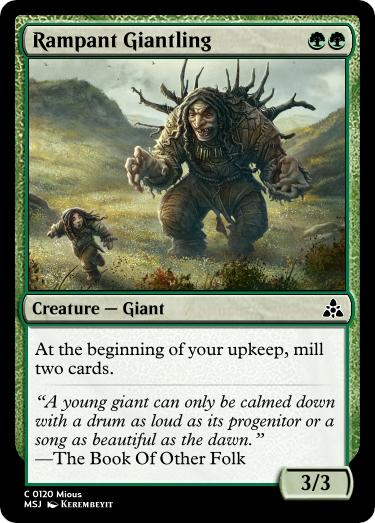 Rampant Giantling
Creature — Giant
At the beginning of your upkeep, mill
two cards.
“A young giant can only be calmed down
with a drum as loud as its progenitor or a
song as beautiful as the dawn.”
—The Book Of Other Folk
3/3
C 0120 Mious
MSJ Kerembeyit